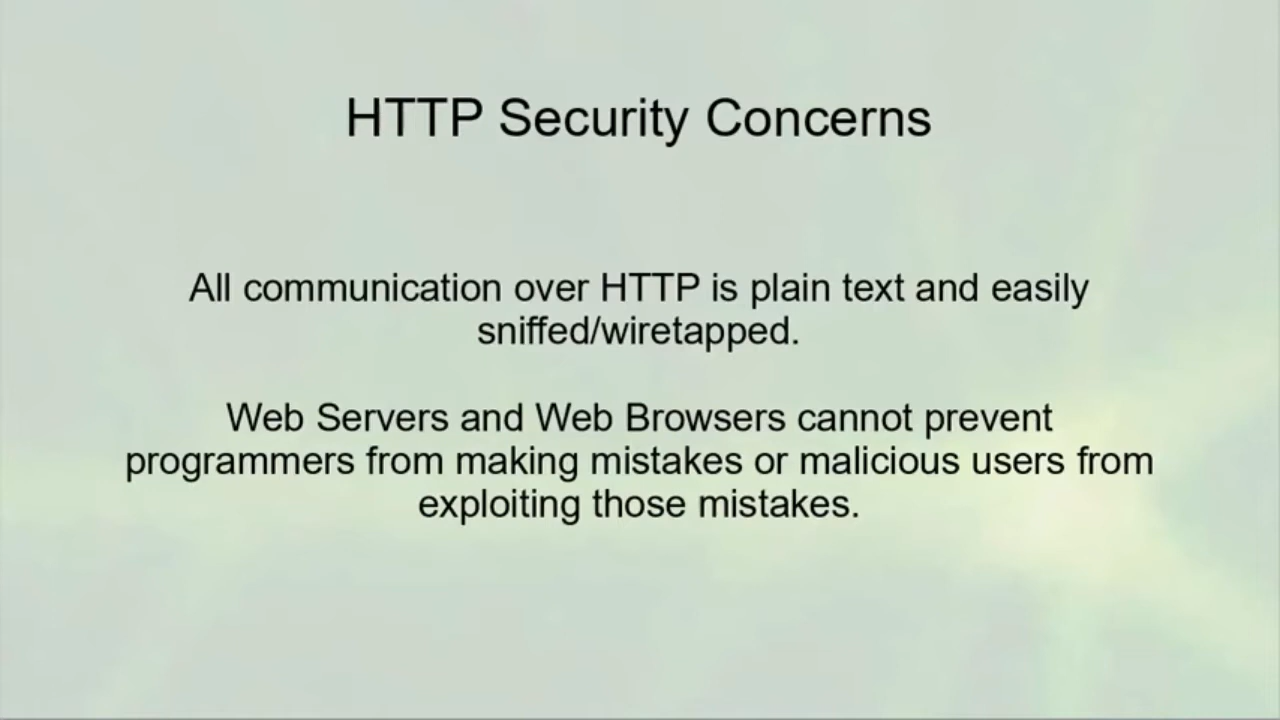 HTTP Security Concerns
All communication over HTTP is plain text and easily
sniffed/wiretapped.
Web Servers and Web Browsers cannot prevent
programmers from making mistakes or malicious users from
exploiting those mistakes.